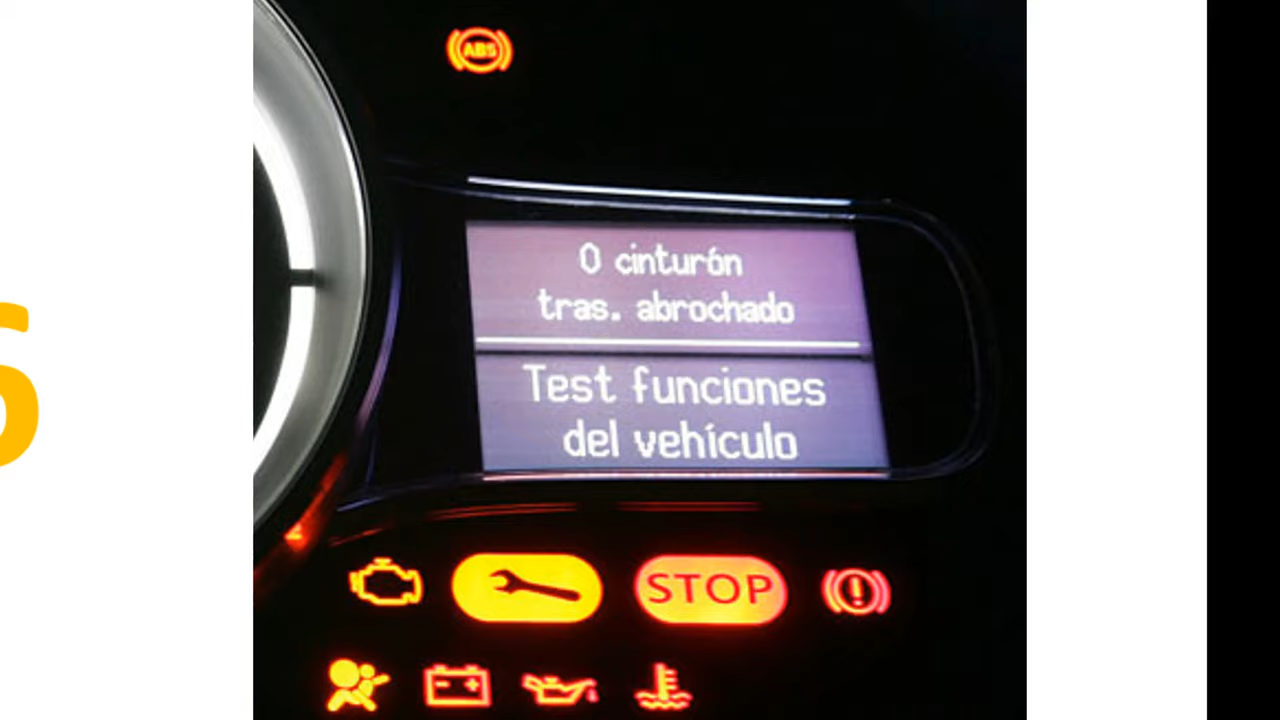 ABS
0 cinturón
tras. abrochado
Test funciones
del vehículo
STOP